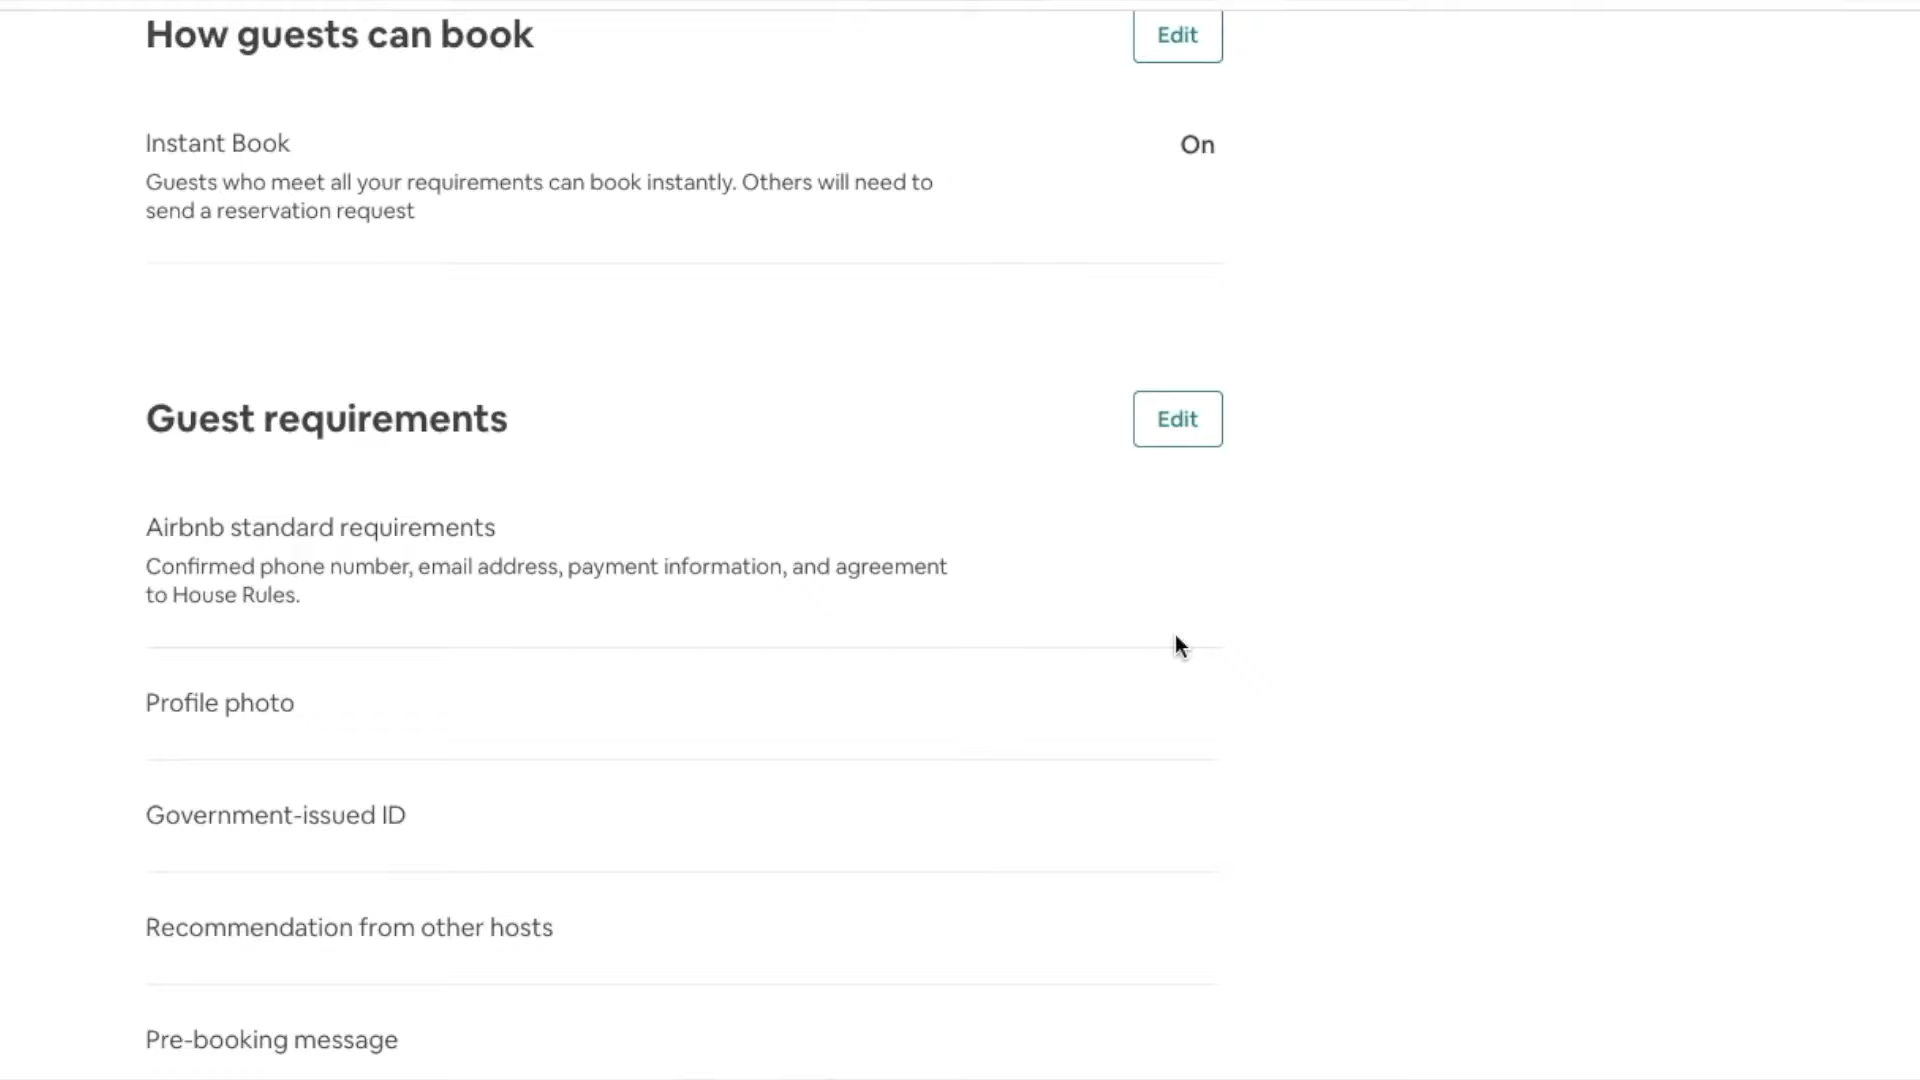 How guests can book
Edit
Instant Book
On
Guests who meet all your requirements can book instantly. Others will need to
send a reservation request
Guest requirements
Edit
Airbnb standard requirements
Confirmed phone number, email address, payment information, and agreement
to House Rules.
Profile photo
Government-issued ID
Recommendation from other hosts
Pre-booking message